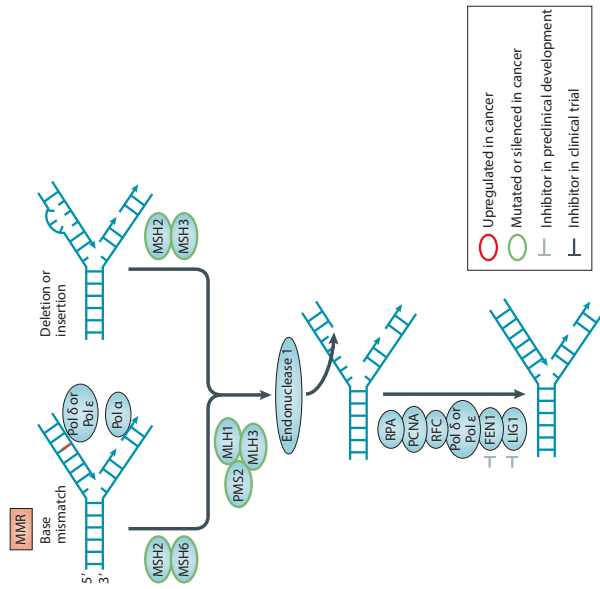 MMR
Base
mismatch
5′
3′
Pol δ or
Pol ε
Pol α
Deletion or
insertion
MSH2
MSH6
MSH2
MSH3
MLH1
PMS2
MLH3
Endonuclease 1
RPA
PCNA
RFC
Pol δ or
Pol ε
FEN1
LIG1
Upregulated in cancer
Mutated or silenced in cancer
Inhibitor in preclinical development
Inhibitor in clinical trial